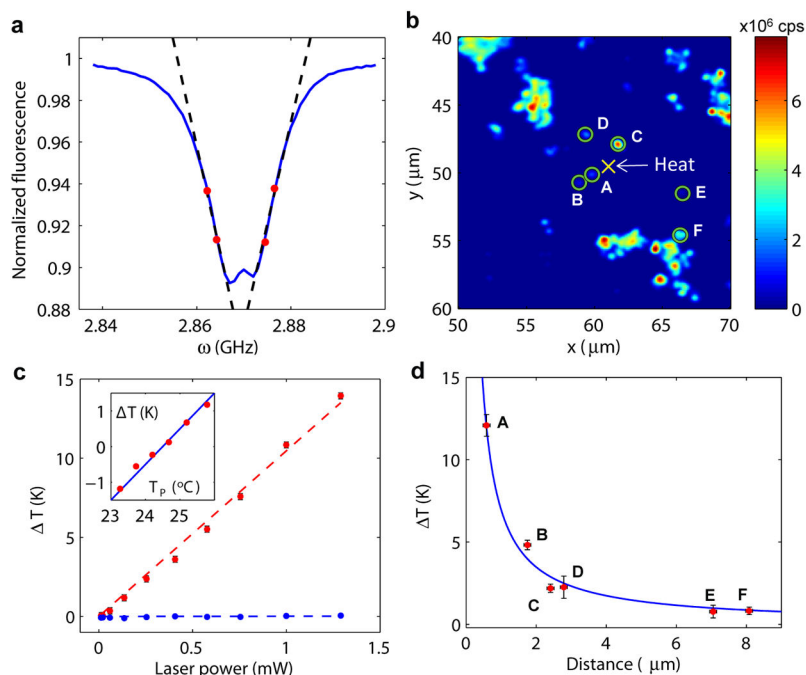 a
Normalized fluorescence
1
0.98
0.96
0.94
0.92
0.9
0.88
2.84
2.86
2.88
2.9
ω (GHz)
b
x10⁶ cps
40
45
50
55
60
y (μm)
50
55
60
65
70
x (μm)
D
C
Heat
A
B
E
F
6
4
2
0
c
15
10
5
0
ΔT (K)
ΔT (K)
1
0
−1
T_P (°C)
23
24
25
0
0.5
1
1.5
Laser power (mW)
d
15
10
5
0
ΔT (K)
A
B
C
D
E
F
0
2
4
6
8
Distance ( μm)